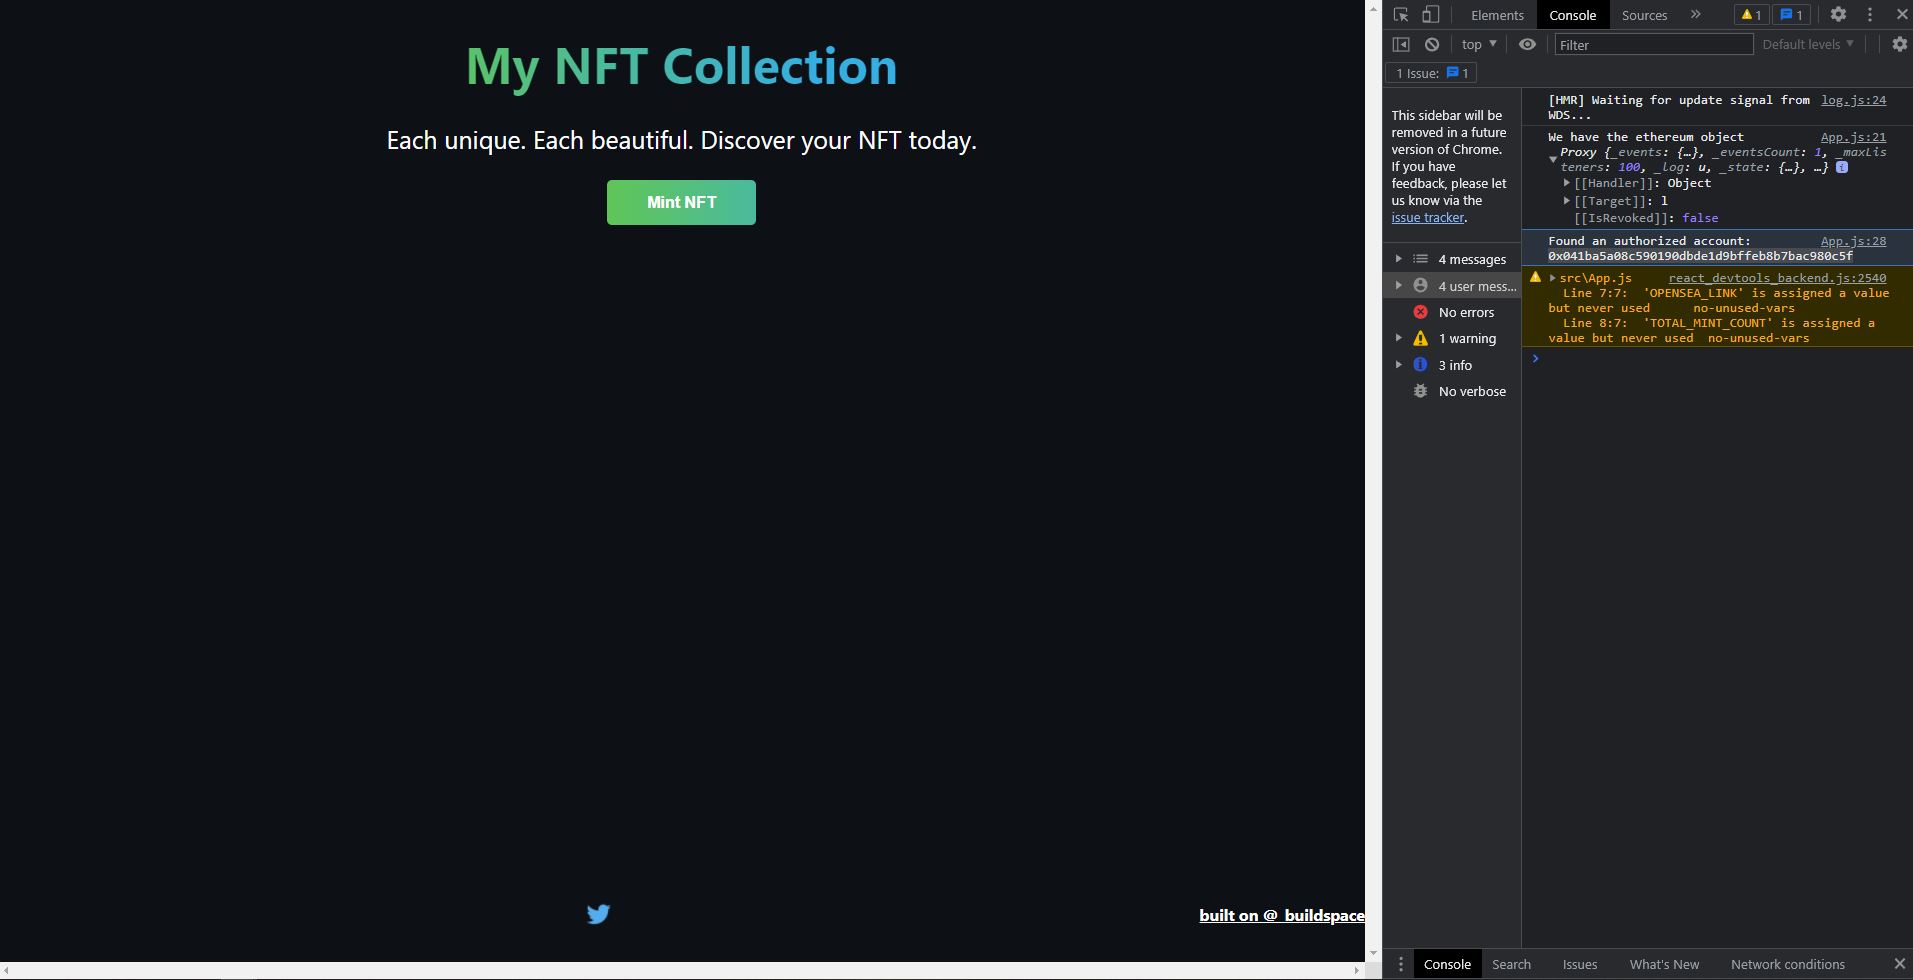 My NFT Collection
Each unique. Each beautiful. Discover your NFT today.
Mint NFT
built on @_buildspace
Elements Console Sources » 1 1
top Filter Default levels
1 Issue: 1
This sidebar will be
removed in a future
version of Chrome.
If you have
feedback, please let
us know via the
issue tracker.
4 messages
4 user mess...
No errors
1 warning
3 info
No verbose
[HMR] Waiting for update signal from log.js:24
WDS...
We have the ethereum object App.js:21
Proxy {_events: {…}, _eventsCount: 1, _maxLis
teners: 100, _log: u, _state: {…}, …}
[[Handler]]: Object
[[Target]]: l
[[IsRevoked]]: false
Found an authorized account: App.js:28
0x041ba5a08c590190dbde1d9bffeb8b7bac980c5f
src\App.js react_devtools_backend.js:2540
Line 7:7: 'OPENSEA_LINK' is assigned a value
but never used no-unused-vars
Line 8:7: 'TOTAL_MINT_COUNT' is assigned a
value but never used no-unused-vars
Console Search Issues What's New Network conditions